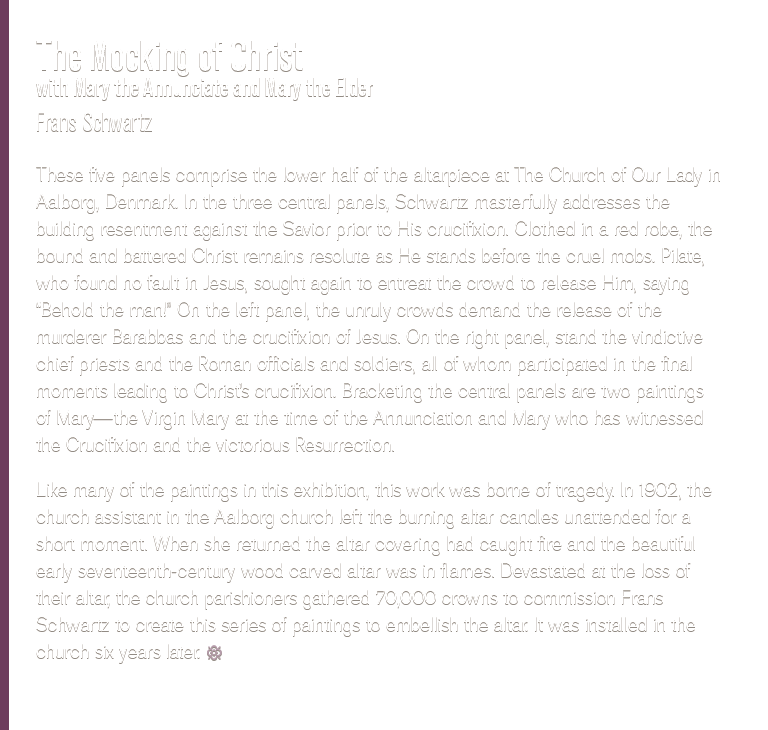 The Mocking of Christ
with Mary the Annunciate and Mary the Elder
Frans Schwartz
These five panels comprise the lower half of the altarpiece at The Church of Our Lady in
Aalborg, Denmark. In the three central panels, Schwartz masterfully addresses the
building resentment against the Savior prior to His crucifixion. Clothed in a red robe, the
bound and battered Christ remains resolute as He stands before the cruel mobs. Pilate,
who found no fault in Jesus, sought again to entreat the crowd to release Him, saying
“Behold the man!” On the left panel, the unruly crowds demand the release of the
murderer Barabbas and the crucifixion of Jesus. On the right panel, stand the vindictive
chief priests and the Roman officials and soldiers, all of whom participated in the final
moments leading to Christ’s crucifixion. Bracketing the central panels are two paintings
of Mary—the Virgin Mary at the time of the Annunciation and Mary who has witnessed
the Crucifixion and the victorious Resurrection.
Like many of the paintings in this exhibition, this work was borne of tragedy. In 1902, the
church assistant in the Aalborg church left the burning altar candles unattended for a
short moment. When she returned the altar covering had caught fire and the beautiful
early seventeenth-century wood carved altar was in flames. Devastated at the loss of
their altar, the church parishioners gathered 70,000 crowns to commission Frans
Schwartz to create this series of paintings to embellish the altar. It was installed in the
church six years later.